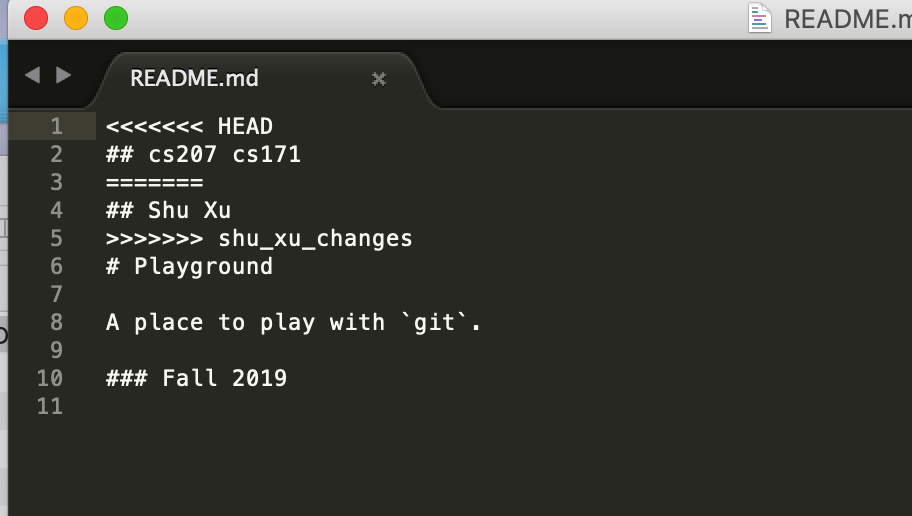 README.m
README.md
1 <<<<<<< HEAD
2 ## cs207 cs171
3 =======
4 ## Shu Xu
5 >>>>>>> shu_xu_changes
6 # Playground
7
8 A place to play with `git`.
9
10 ### Fall 2019
11